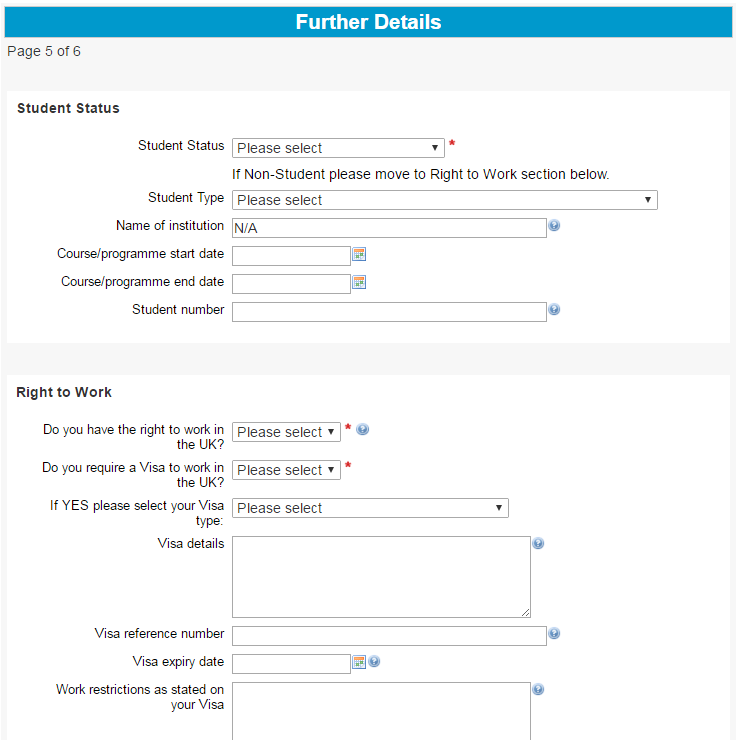 Further Details
Page 5 of 6
Student Status
Student Status Please select *
If Non-Student please move to Right to Work section below.
Student Type Please select
Name of institution N/A
Course/programme start date
Course/programme end date
Student number
Right to Work
Do you have the right to work in
the UK? Please select *
Do you require a Visa to work in
the UK? Please select *
If YES please select your Visa
type: Please select
Visa details
Visa reference number
Visa expiry date
Work restrictions as stated on
your Visa